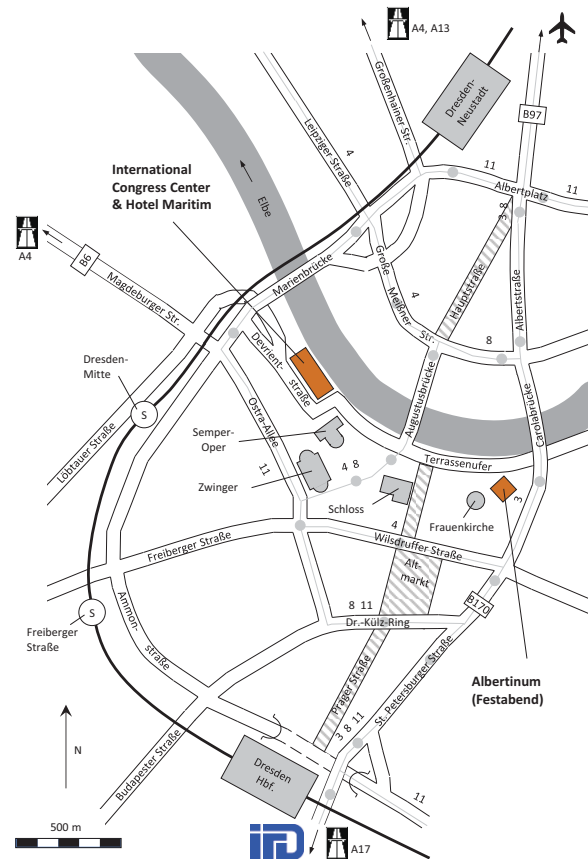 A4, A13
B97
Dresden-
Neustadt
Großenhainer Str.
Leipziger Straße
4
11
Albertplatz
11
International
Congress Center
& Hotel Maritim
Elbe
3 8
A4
B6
Magdeburger Str.
Marienbrücke
Große
Meißner
Str.
4
Hauptstraße
Albertstraße
8
Dresden-
Mitte
S
Devrient-
straße
Augustusbrücke
Carolabrücke
Löbtauer Straße
Ostra-Allee
Semper-
Oper
11
4 8
Terrassenufer
Zwinger
Schloss
Frauenkirche
3
4
Freiberger Straße
Wilsdruffer Straße
Alt-
markt
Ammon-
straße
S
Freiberger
Straße
8 11
Dr.-Külz-Ring
B170
Prager Straße
St. Petersburger Straße
Albertinum
(Festabend)
3 8 11
N
Budapester Straße
Dresden
Hbf.
11
500 m
IFD
A17